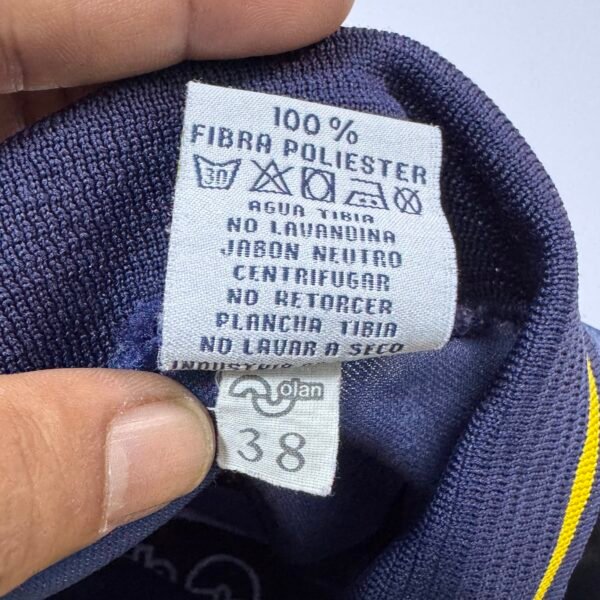 100%
FIBRA POLIESTER
30
AGUA TIBIA
NO LAVANDINA
JABON NEUTRO
CENTRIFUGAR
NO RETORCER
PLANCHA TIBIA
NO LAVAR A SECO
INDUSTRIA
olan
38